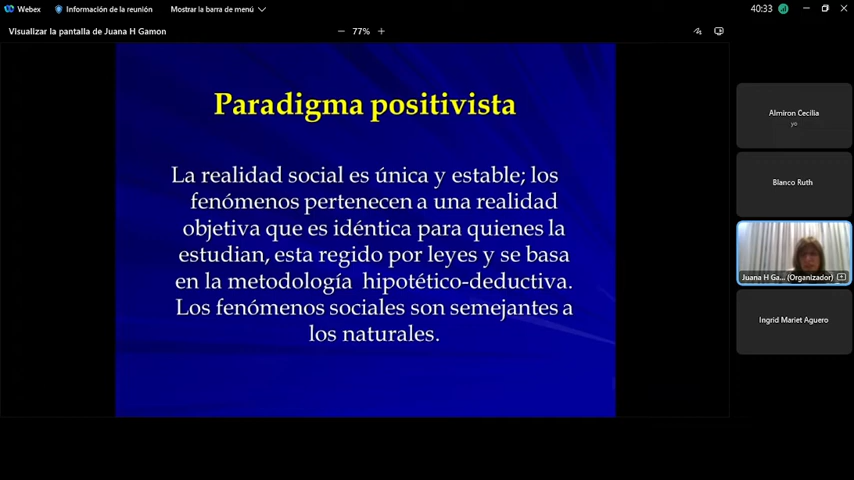 Webex
Información de la reunión
Mostrar la barra de menú
40:33
Visualizar la pantalla de Juana H Gamon
77%
Paradigma positivista
La realidad social es única y estable; los
fenómenos pertenecen a una realidad
objetiva que es idéntica para quienes la
estudian, esta regido por leyes y se basa
en la metodología hipotético-deductiva.
Los fenómenos sociales son semejantes a
los naturales.
Almiron Cecilia
yo
Blanco Ruth
Juana H Ga... (Organizador)
Ingrid Mariet Aguero